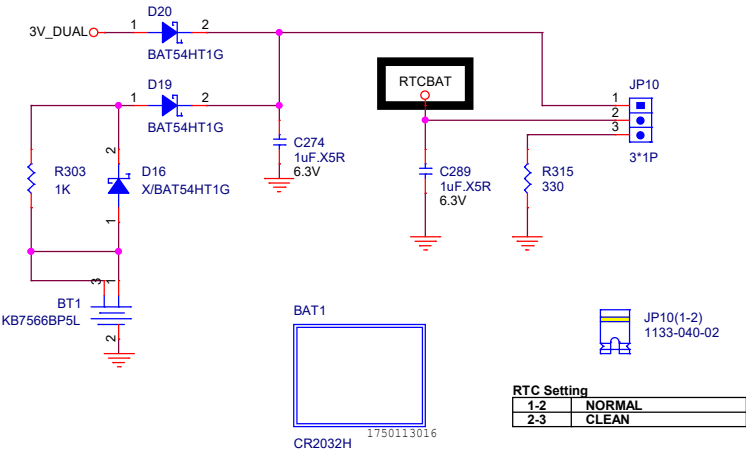 D20
3V_DUAL 1 2
BAT54HT1G
D19
1 2
BAT54HT1G
RTCBAT
JP10
1
2
3
3*1P
R303
1K
2
D16
X/BAT54HT1G
1
C274
1uF.X5R
6.3V
C289
1uF.X5R
6.3V
R315
330
3 1
BT1
KB7566BP5L
2
BAT1
1750113016
CR2032H
JP10(1-2)
1133-040-02
RTC Setting
1-2 NORMAL
2-3 CLEAN